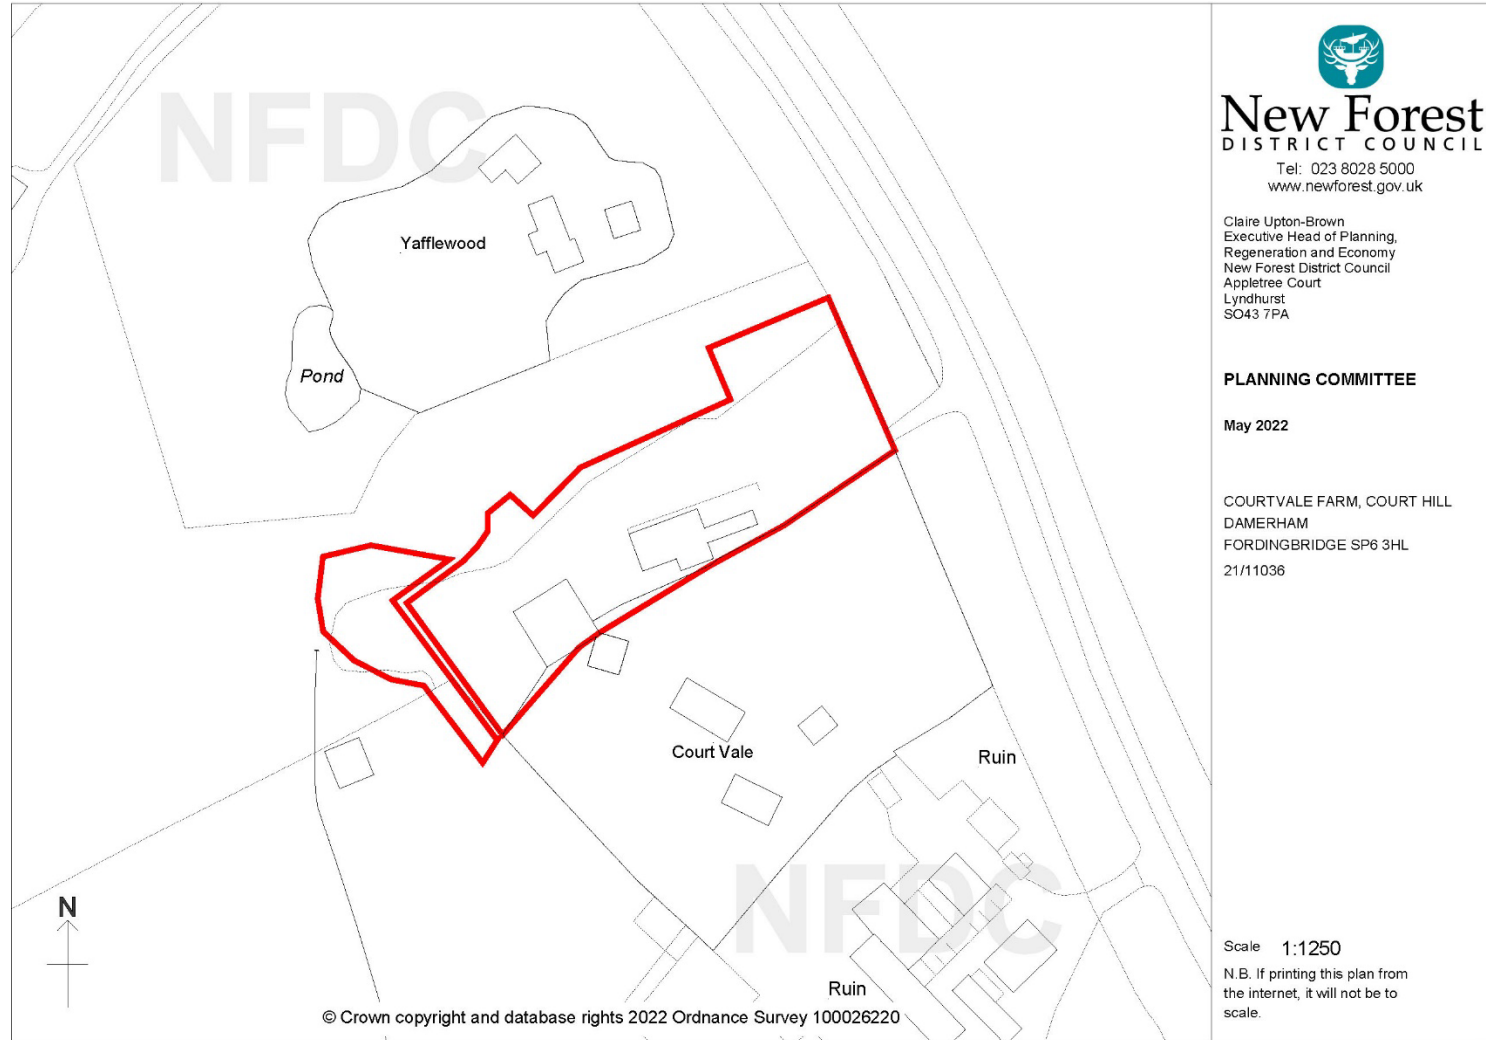 NFDC
Yafflewood
Pond
Court Vale
Ruin
NFDC
Ruin
N
© Crown copyright and database rights 2022 Ordnance Survey 100026220
New Forest
DISTRICT COUNCIL
Tel: 023 8028 5000
www.newforest.gov.uk
Claire Upton-Brown
Executive Head of Planning,
Regeneration and Economy
New Forest District Council
Appletree Court
Lyndhurst
SO43 7PA
PLANNING COMMITTEE
May 2022
COURTVALE FARM, COURT HILL
DAMERHAM
FORDINGBRIDGE SP6 3HL
21/11036
Scale 1:1250
N.B. If printing this plan from
the internet, it will not be to
scale.